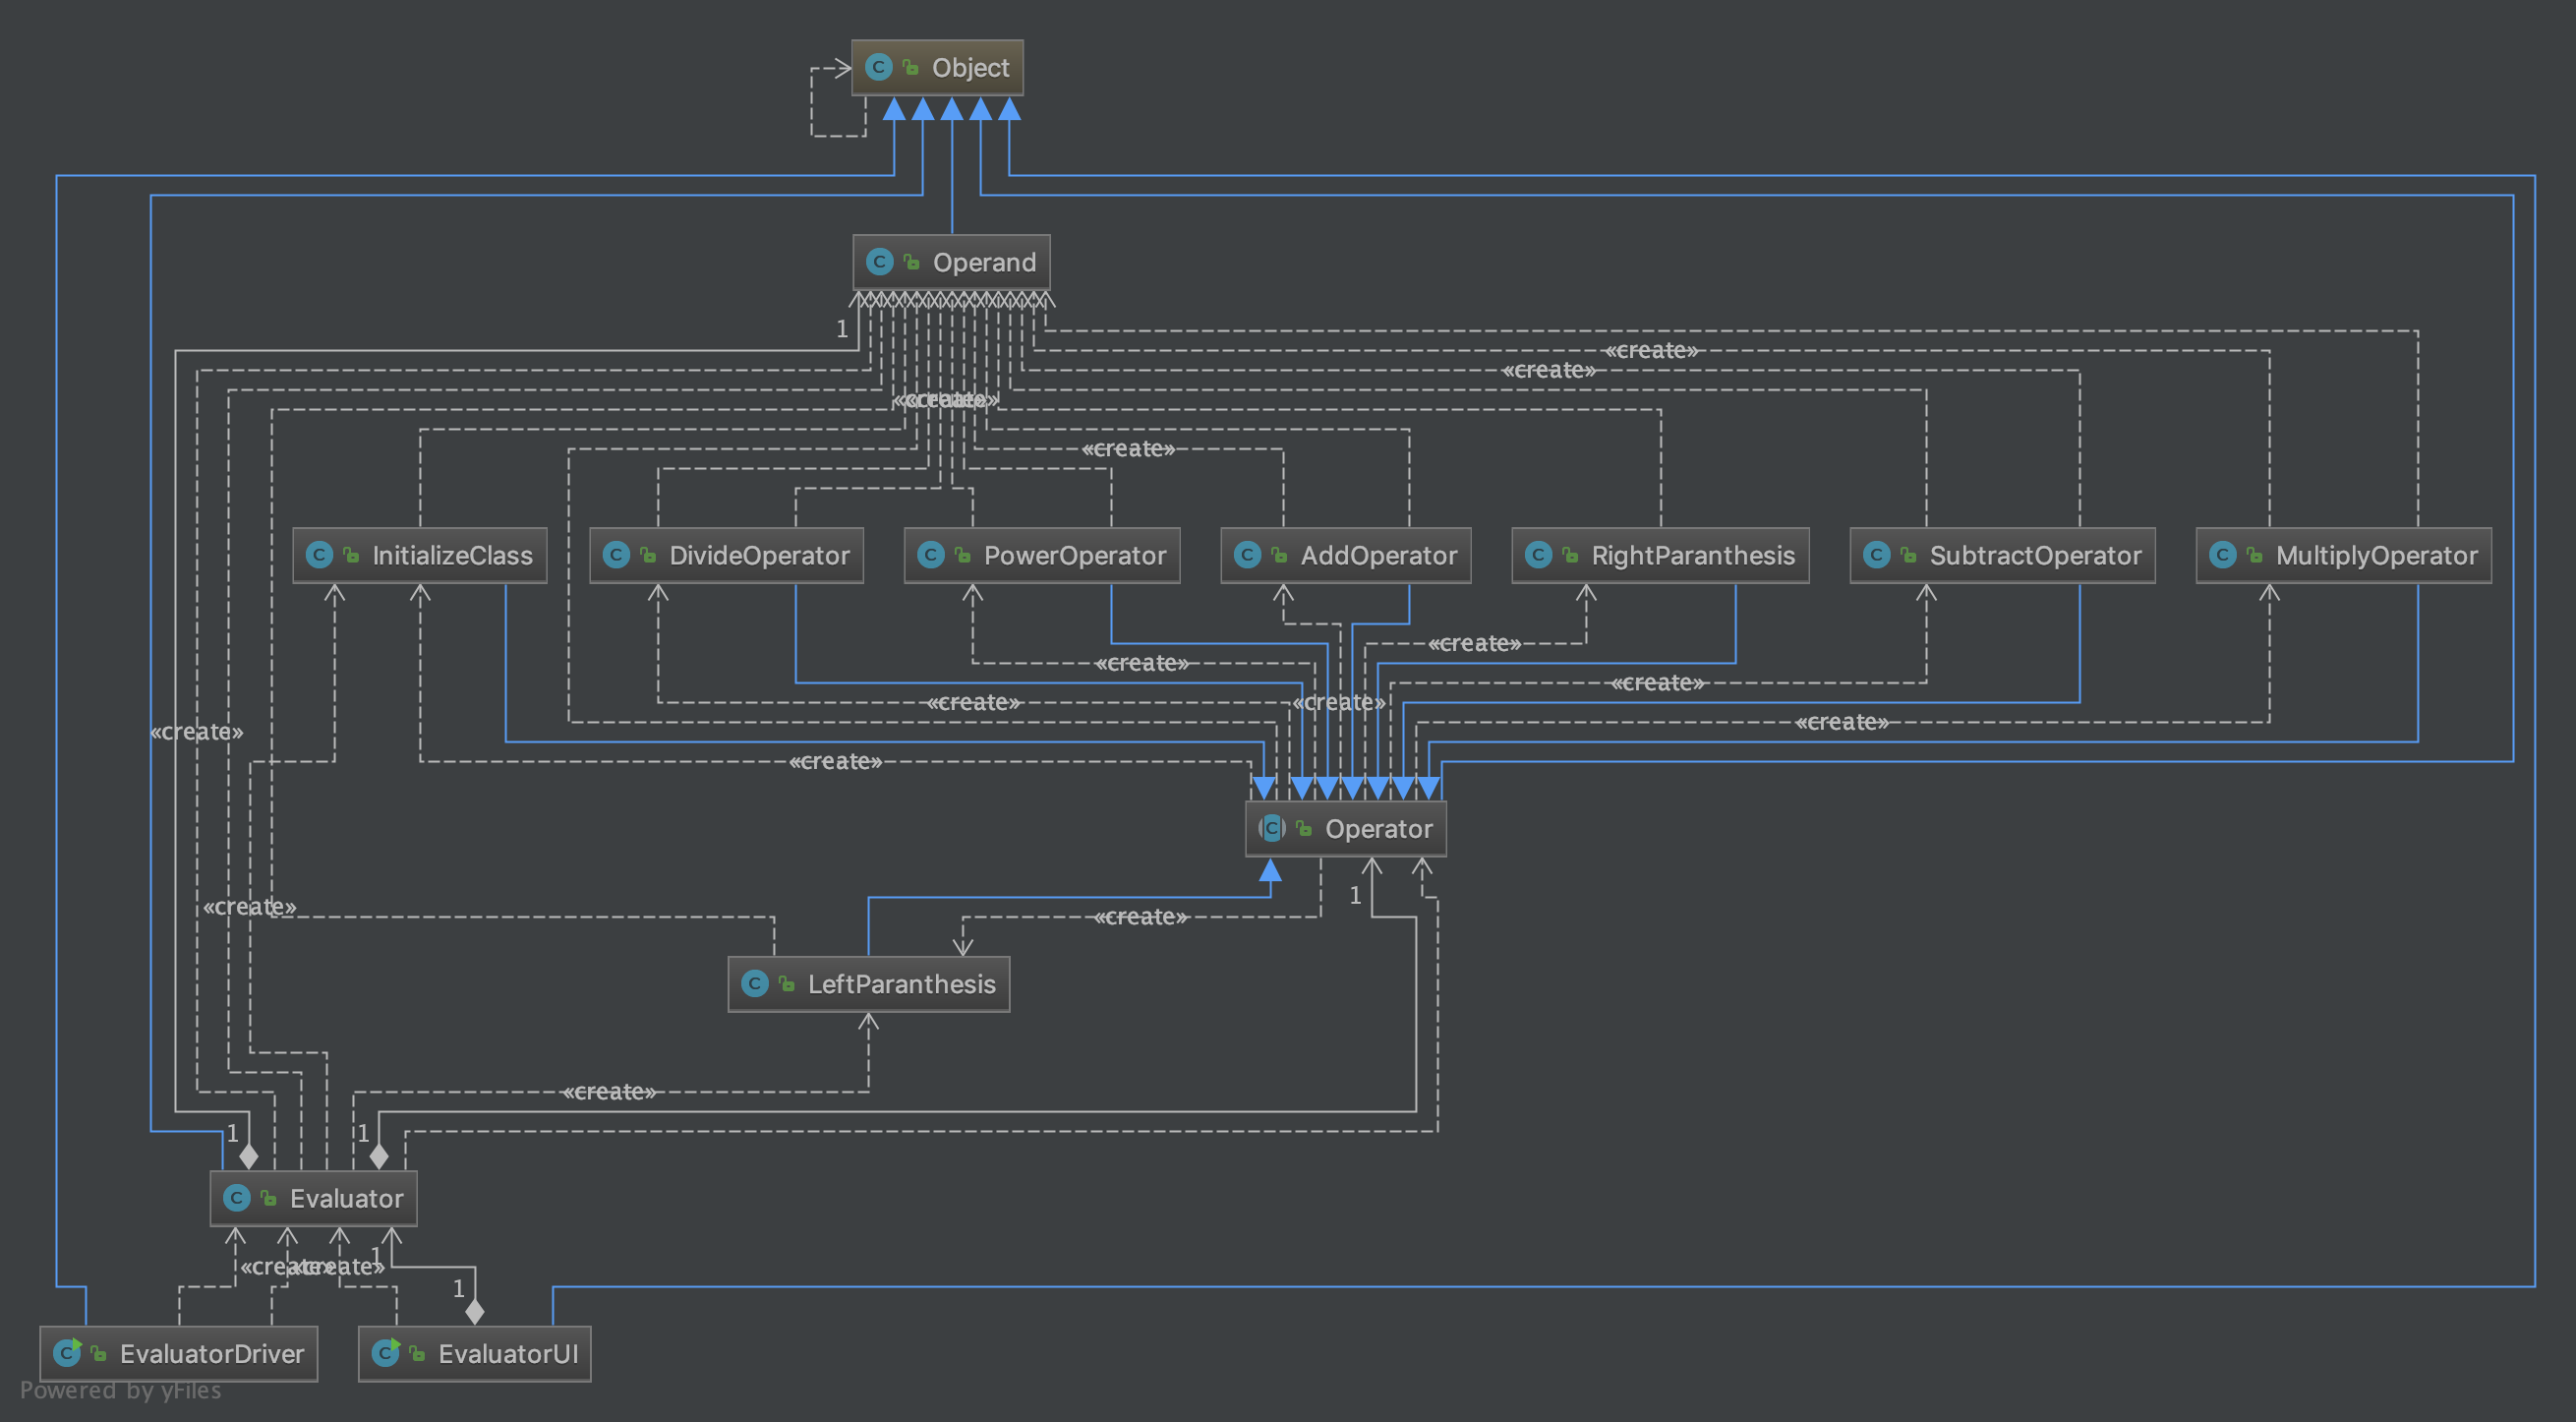 Object
Operand
1
«create»
«create»
«create»
«create»
InitializeClass
DivideOperator
PowerOperator
AddOperator
RightParanthesis
SubtractOperator
MultiplyOperator
«create»
«create»
«create»
«create»
«create»
«create»
«create»
«create»
Operator
1
«create»
«create»
LeftParanthesis
«create»
1
1
Evaluator
«create»
«create»
1
1
EvaluatorDriver
EvaluatorUI
Powered by yFiles